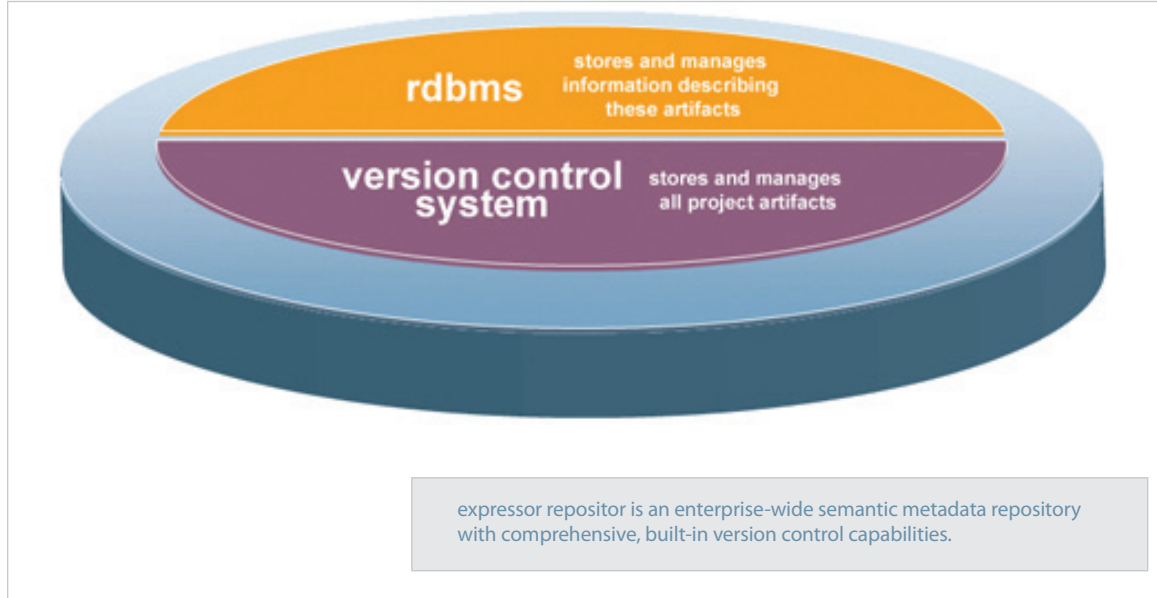 rdbms
stores and manages
information describing
these artifacts
version control
system
stores and manages
all project artifacts
expressor repositor is an enterprise-wide semantic metadata repository
with comprehensive, built-in version control capabilities.